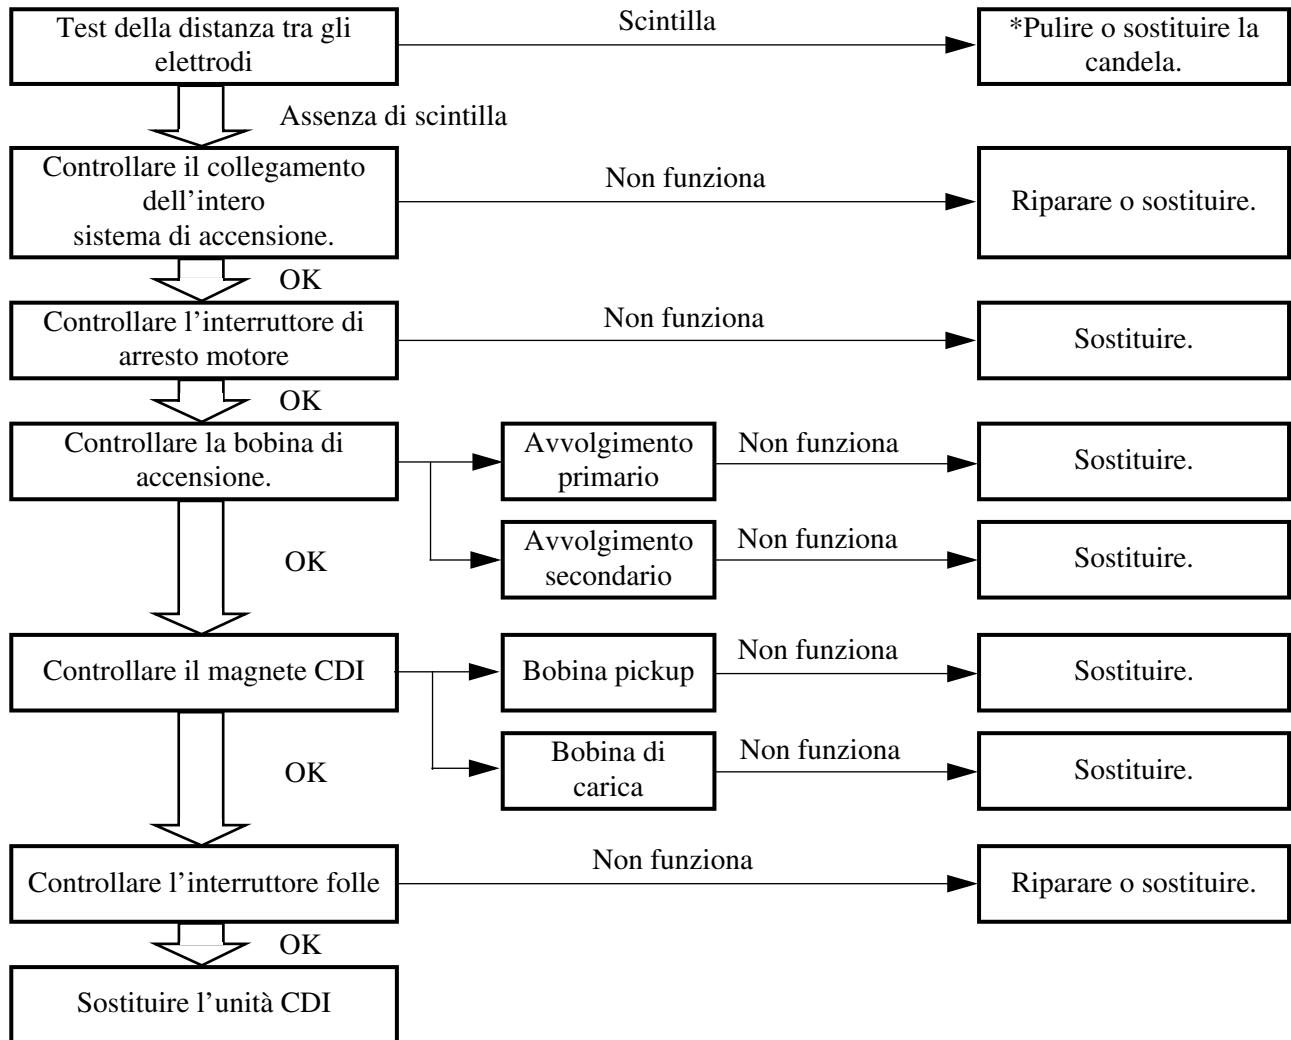 Test della distanza tra gli
elettrodi
Scintilla
*Pulire o sostituire la
candela.
Assenza di scintilla
Controllare il collegamento
dell’intero
sistema di accensione.
Non funziona
Riparare o sostituire.
OK
Controllare l’interruttore di
arresto motore
Non funziona
Sostituire.
OK
Controllare la bobina di
accensione.
Avvolgimento
primario
Non funziona
Sostituire.
Avvolgimento
secondario
Non funziona
Sostituire.
OK
Controllare il magnete CDI
Bobina pickup
Non funziona
Sostituire.
Bobina di
carica
Non funziona
Sostituire.
OK
Controllare l’interruttore folle
Non funziona
Riparare o sostituire.
OK
Sostituire l’unità CDI